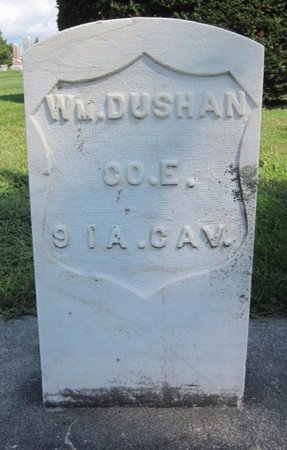 WM. DUSHAN
CO. E.
9 IA. CAV.